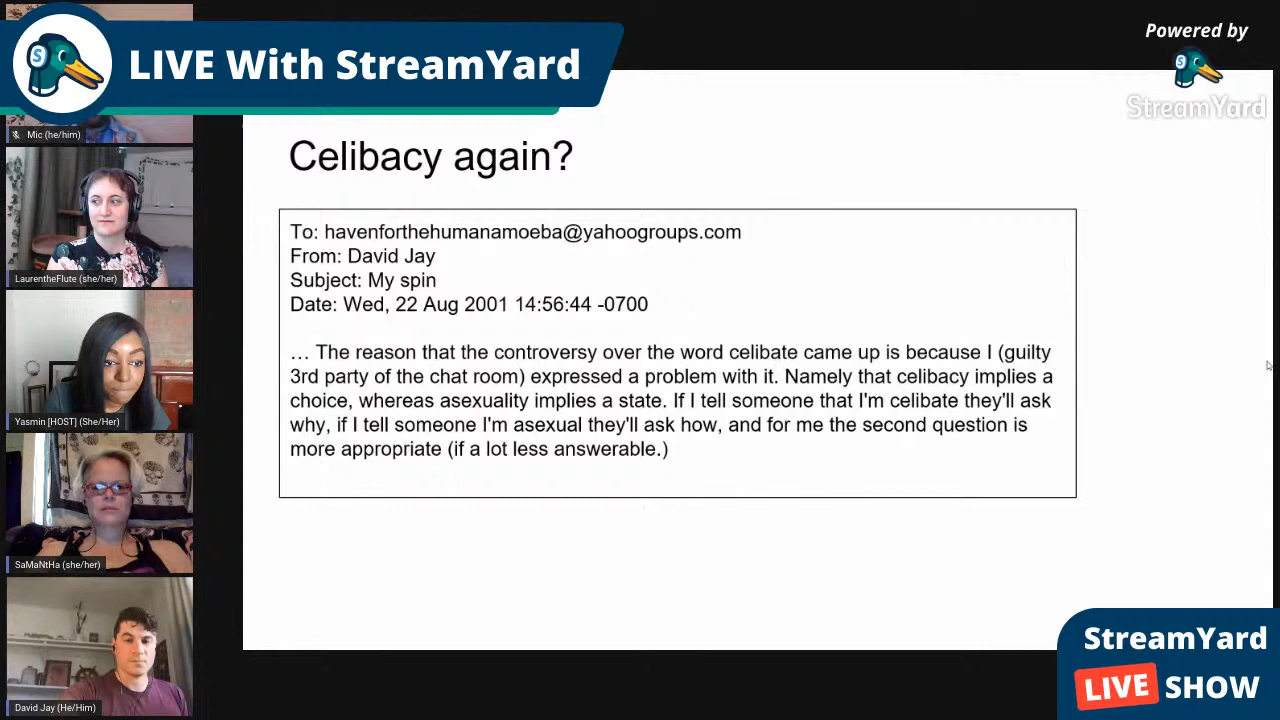 LIVE With StreamYard
Powered by
StreamYard
Mic (he/him)
LaurentheFlute (she/her)
Yasmin [HOST] (She/Her)
SaMaNtHa (she/her)
David Jay (He/Him)
Celibacy again?
To: havenforthehumanamoeba@yahoogroups.com
From: David Jay
Subject: My spin
Date: Wed, 22 Aug 2001 14:56:44 -0700
… The reason that the controversy over the word celibate came up is because I (guilty
3rd party of the chat room) expressed a problem with it. Namely that celibacy implies a
choice, whereas asexuality implies a state. If I tell someone that I'm celibate they'll ask
why, if I tell someone I'm asexual they'll ask how, and for me the second question is
more appropriate (if a lot less answerable.)
StreamYard
LIVE SHOW